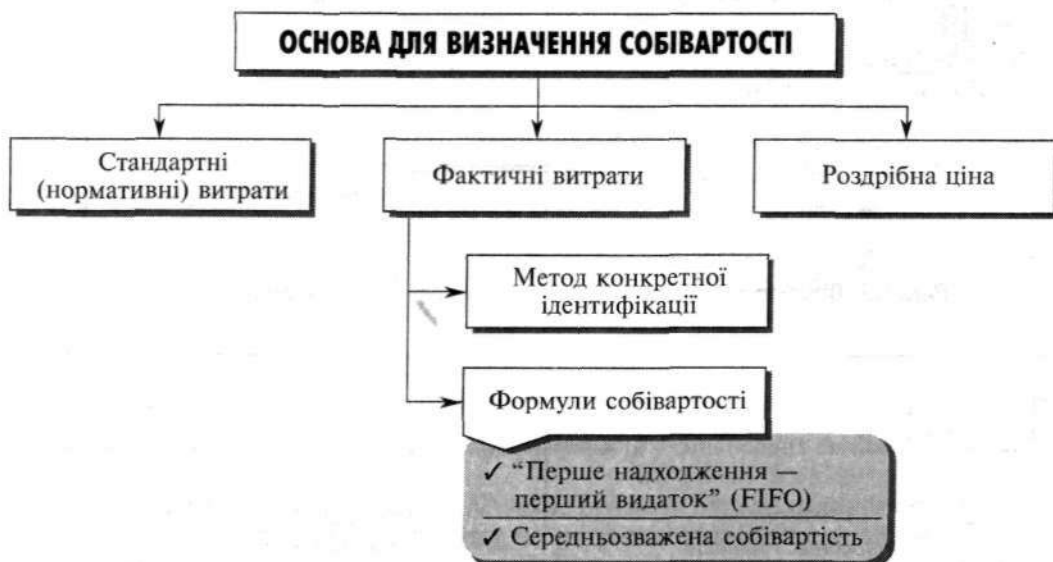 ОСНОВА ДЛЯ ВИЗНАЧЕННЯ СОБІВАРТОСТІ
Стандартні
(нормативні) витрати
Фактичні витрати
Роздрібна ціна
Метод конкретної
ідентифікації
Формули собівартості
✓ “Перше надходження —
перший видаток” (FIFO)
✓ Середньозважена собівартість